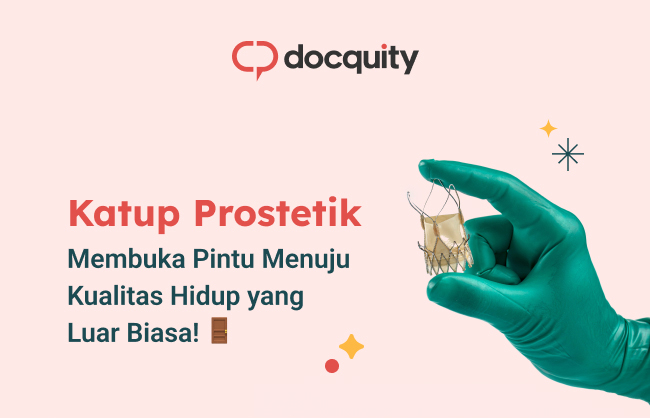 docquity
Katup Prostetik
Membuka Pintu Menuju
Kualitas Hidup yang
Luar Biasa! 🚪